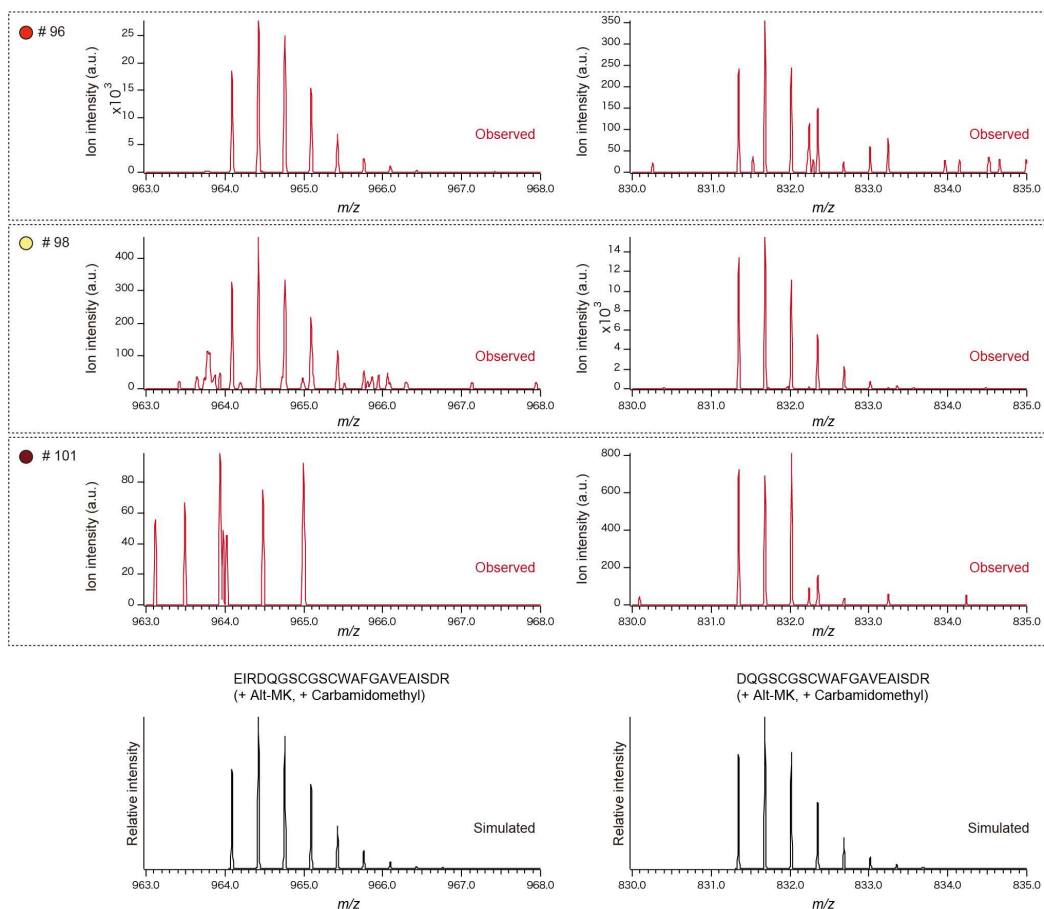 # 96
Ion intensity (a.u.)
x10³
25
20
15
10
5
0
Observed
963.0 964.0 965.0 966.0 967.0 968.0
m/z
Ion intensity (a.u.)
350
300
250
200
150
100
50
0
Observed
830.0 831.0 832.0 833.0 834.0 835.0
m/z
# 98
Ion intensity (a.u.)
400
300
200
100
0
Observed
963.0 964.0 965.0 966.0 967.0 968.0
m/z
Ion intensity (a.u.)
x10³
14
12
10
8
6
4
2
0
Observed
830.0 831.0 832.0 833.0 834.0 835.0
m/z
# 101
Ion intensity (a.u.)
80
60
40
20
0
Observed
963.0 964.0 965.0 966.0 967.0 968.0
m/z
Ion intensity (a.u.)
800
600
400
200
0
Observed
830.0 831.0 832.0 833.0 834.0 835.0
m/z
EIRDQGSCGSCWAFGAVEAISDR
(+ Alt-MK, + Carbamidomethyl)
Relative intensity
Simulated
963.0 964.0 965.0 966.0 967.0 968.0
m/z
DQGSCGSCWAFGAVEAISDR
(+ Alt-MK, + Carbamidomethyl)
Relative intensity
Simulated
830.0 831.0 832.0 833.0 834.0 835.0
m/z